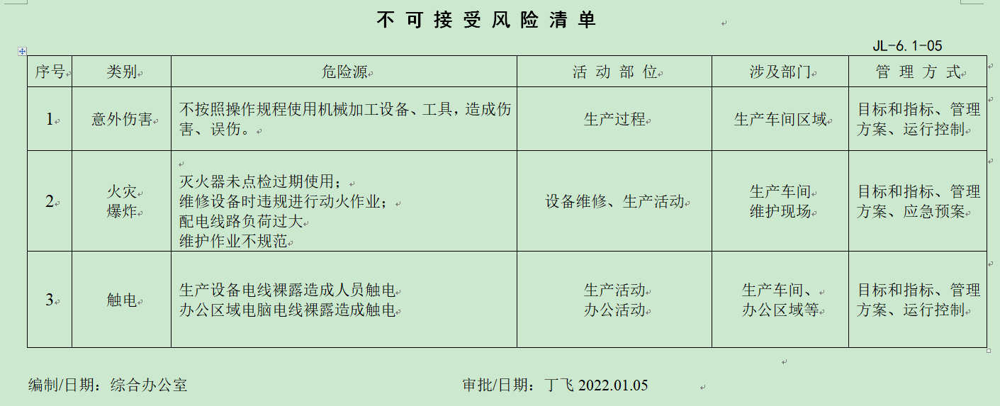 不 可 接 受 风 险 清 单
JL-6.1-05
序号 类别 危险源 活 动 部 位 涉及部门 管 理 方 式
1 意外伤害 不按照操作规程使用机械加工设备、工具，造成伤 生产过程 生产车间区域 目标和指标、管理
害、误伤。 方案、运行控制
灭火器未点检过期使用；
2 火灾 维修设备时违规进行动火作业； 设备维修、生产活动 生产车间 目标和指标、管理
爆炸 配电线路负荷过大 维护现场 方案、应急预案
维护作业不规范
3 触电 生产设备电线裸露造成人员触电 生产活动 生产车间、 目标和指标、管理
办公区域电脑电线裸露造成触电 办公活动 办公区域等 方案、运行控制
编制/日期：综合办公室 审批/日期：丁飞 2022.01.05